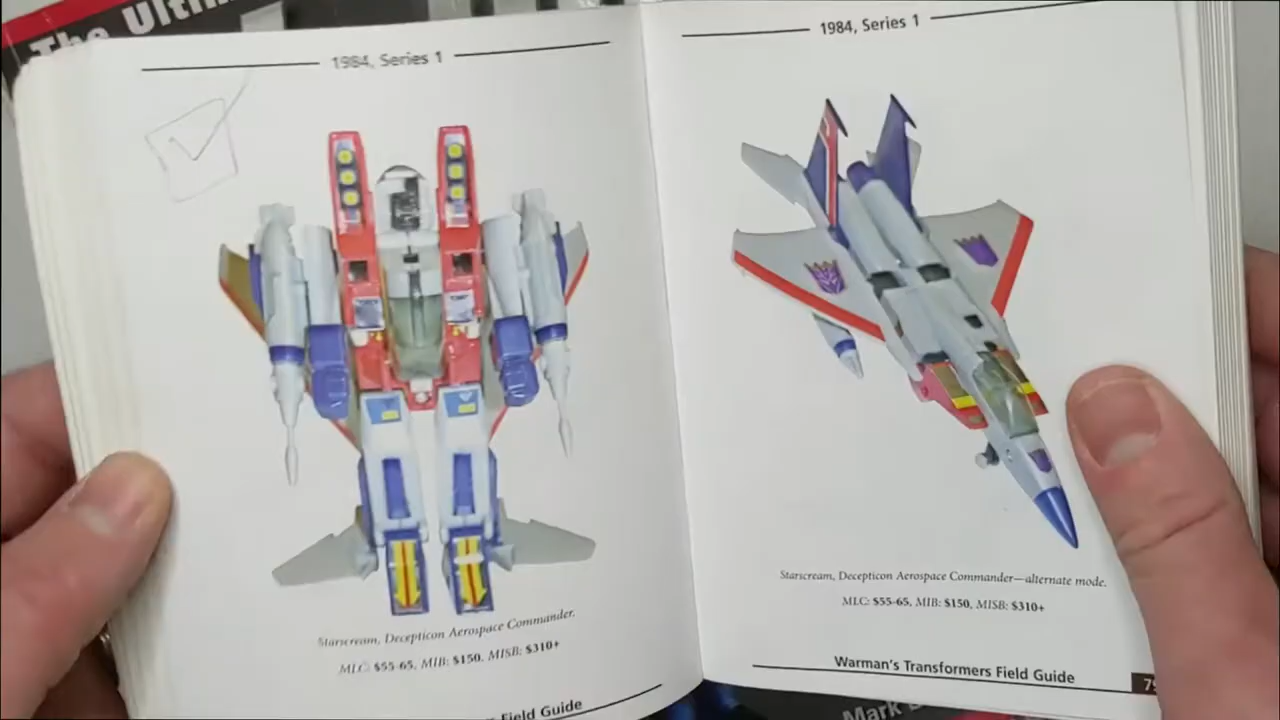 The Ultim
1984, Series 1
Starscream, Decepticon Aerospace Commander.
MLC: $55-65, MIB: $150, MISB: $310+
Field Guide
1984, Series 1
Starscream, Decepticon Aerospace Commander—alternate mode.
MLC: $55-65, MIB: $150, MISB: $310+
Warman's Transformers Field Guide
Mark